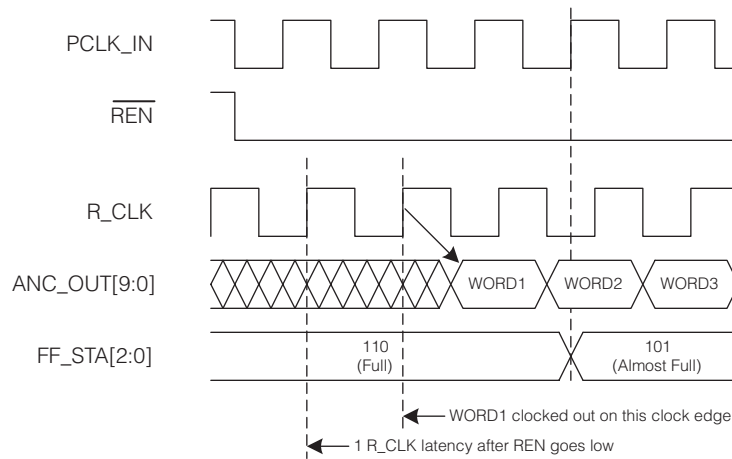 PCLK_IN
REN
R_CLK
ANC_OUT[9:0]
WORD1
WORD2
WORD3
FF_STA[2:0]
110
(Full)
101
(Almost Full)
WORD1 clocked out on this clock edge
1 R_CLK latency after REN goes low